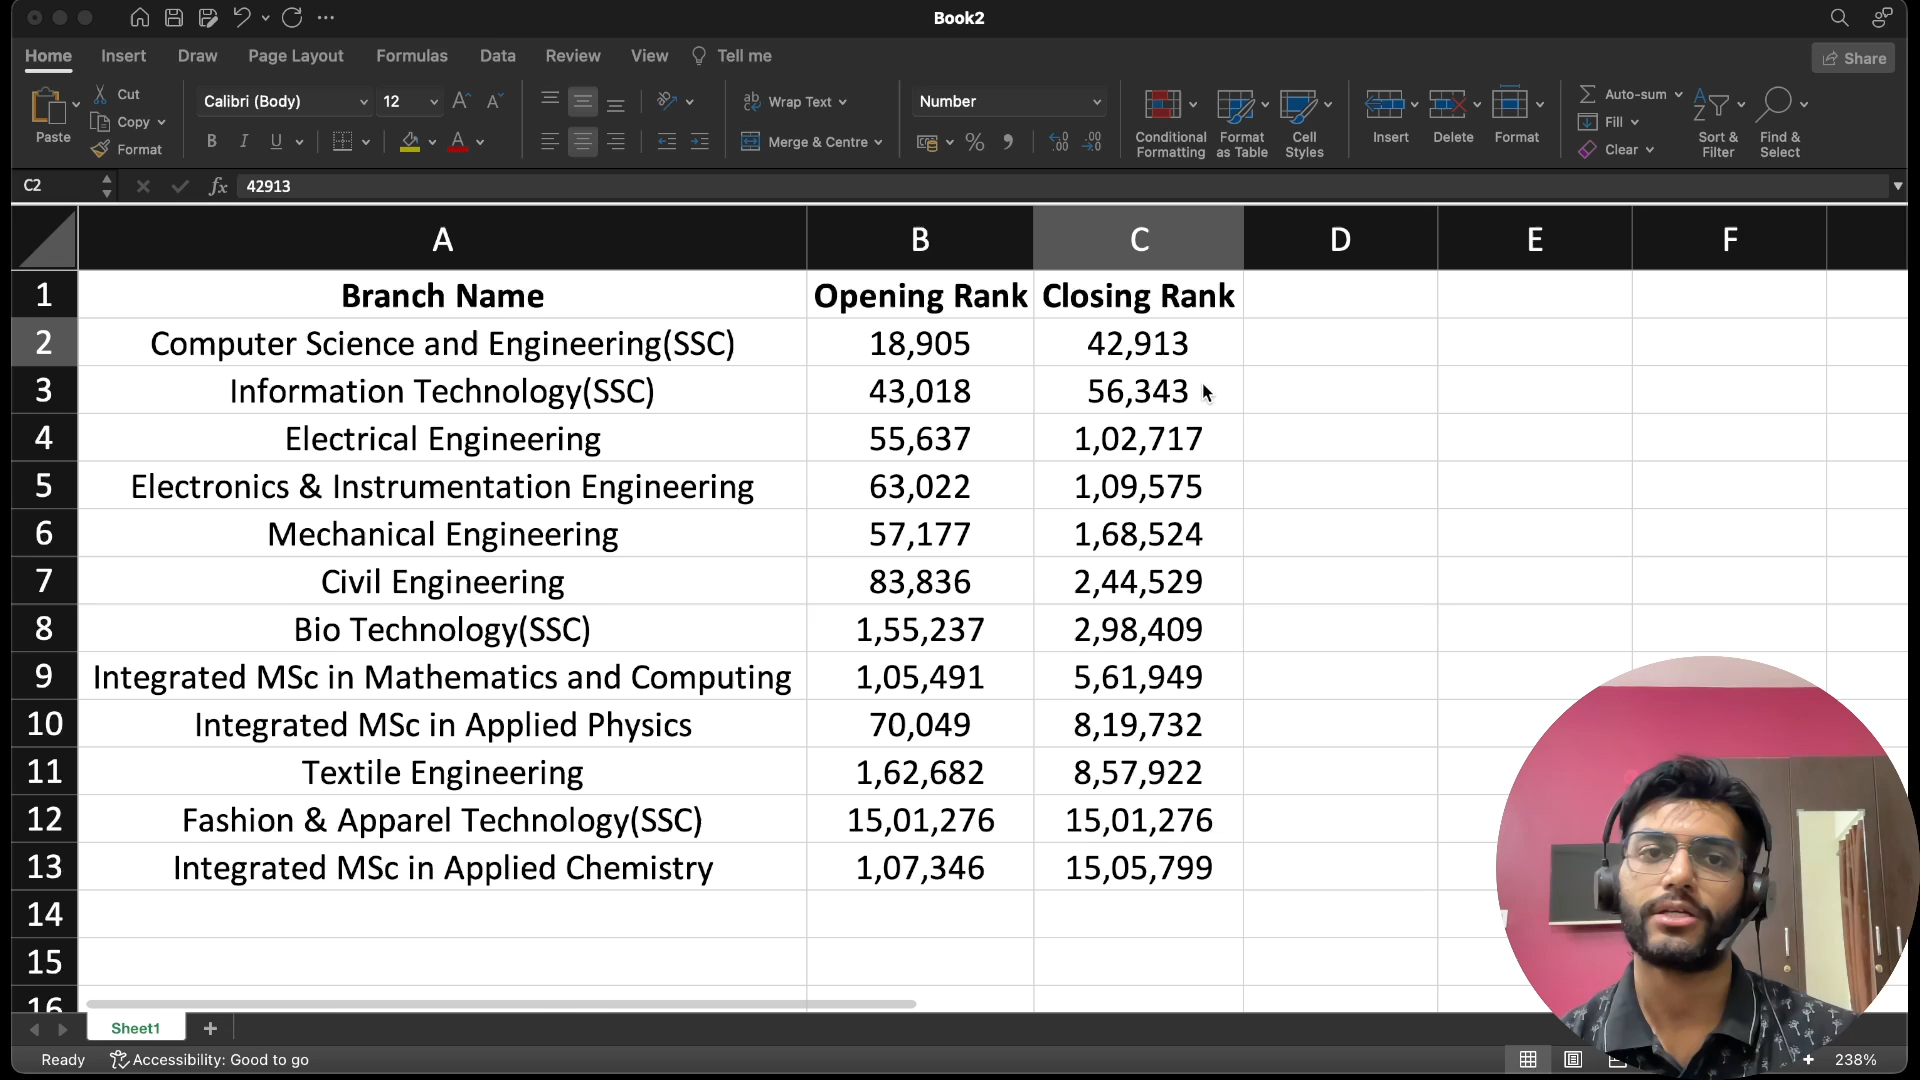 Book2
Home Insert Draw Page Layout Formulas Data Review View Tell me Share
Paste Cut Copy Format
Calibri (Body) 12
B I U
Wrap Text
Merge & Centre
Number
Conditional Formatting
Format as Table
Cell Styles
Insert Delete Format
Auto-sum
Fill
Clear
Sort & Filter
Find & Select
C2 fx 42913
A B C D E F
1 Branch Name Opening Rank Closing Rank
2 Computer Science and Engineering(SSC) 18,905 42,913
3 Information Technology(SSC) 43,018 56,343
4 Electrical Engineering 55,637 1,02,717
5 Electronics & Instrumentation Engineering 63,022 1,09,575
6 Mechanical Engineering 57,177 1,68,524
7 Civil Engineering 83,836 2,44,529
8 Bio Technology(SSC) 1,55,237 2,98,409
9 Integrated MSc in Mathematics and Computing 1,05,491 5,61,949
10 Integrated MSc in Applied Physics 70,049 8,19,732
11 Textile Engineering 1,62,682 8,57,922
12 Fashion & Apparel Technology(SSC) 15,01,276 15,01,276
13 Integrated MSc in Applied Chemistry 1,07,346 15,05,799
14
15
16
Sheet1 +
Ready Accessibility: Good to go + 238%